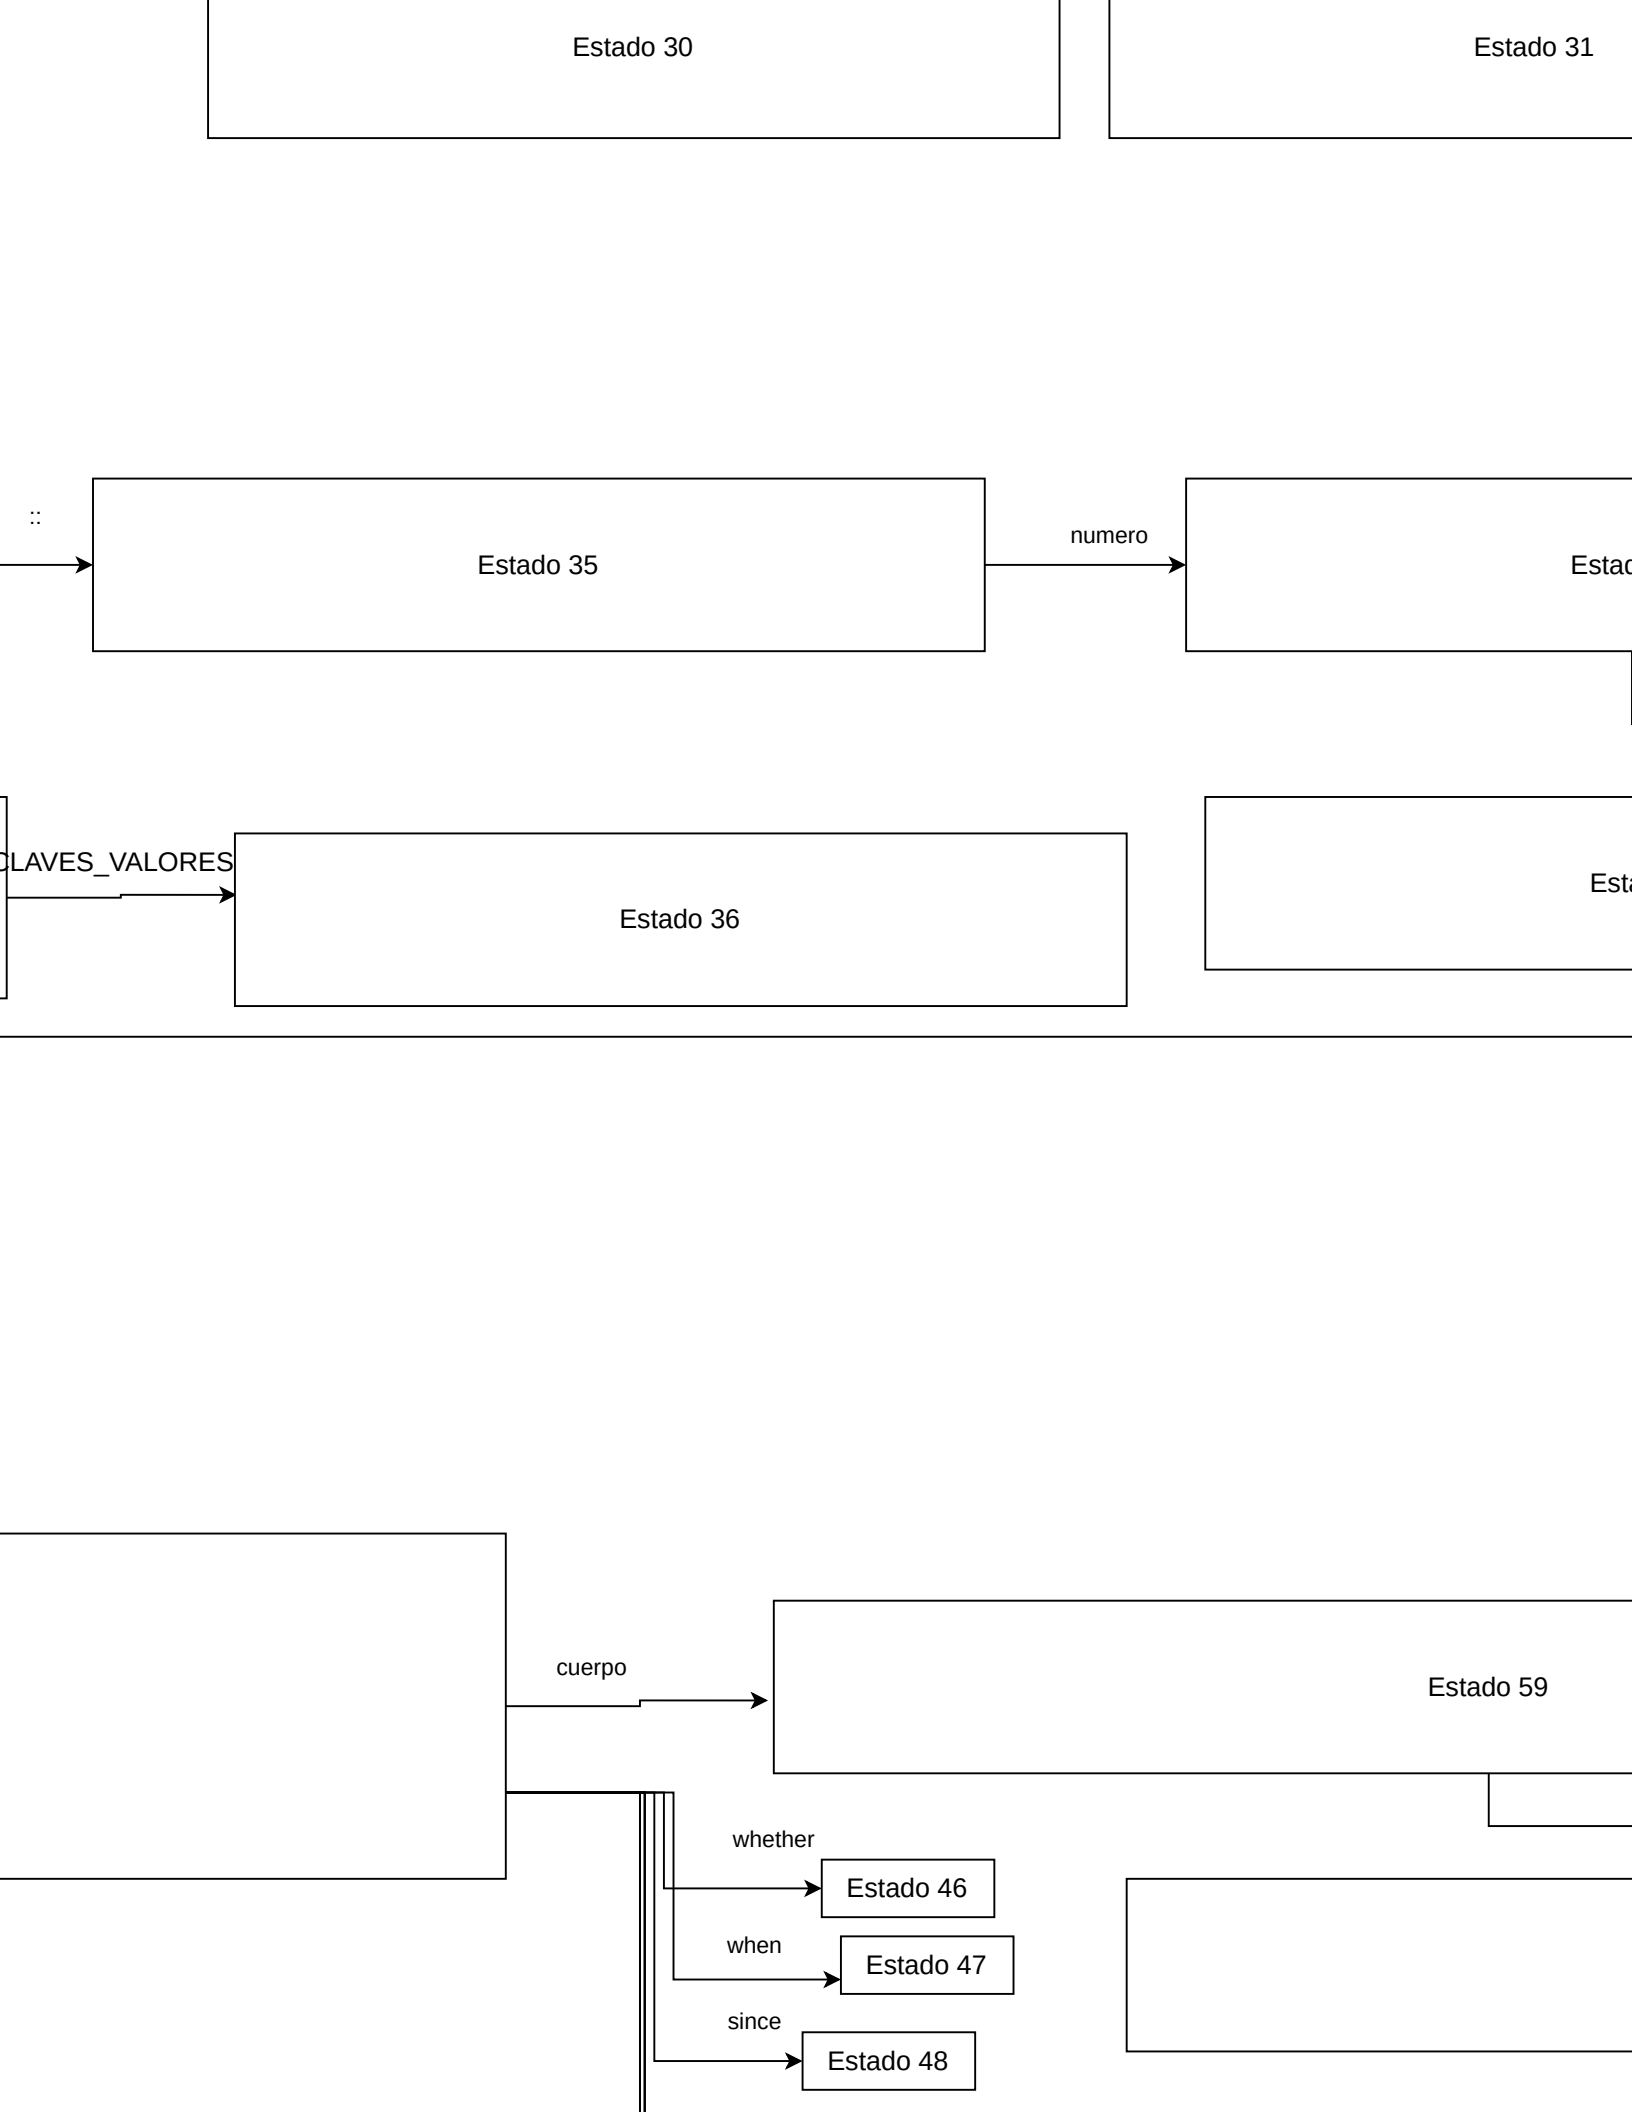 Estado 30
Estado 31
::
numero
Estado 35
CLAVES_VALORES
Estado 36
cuerpo
Estado 59
whether
Estado 46
when
Estado 47
since
Estado 48